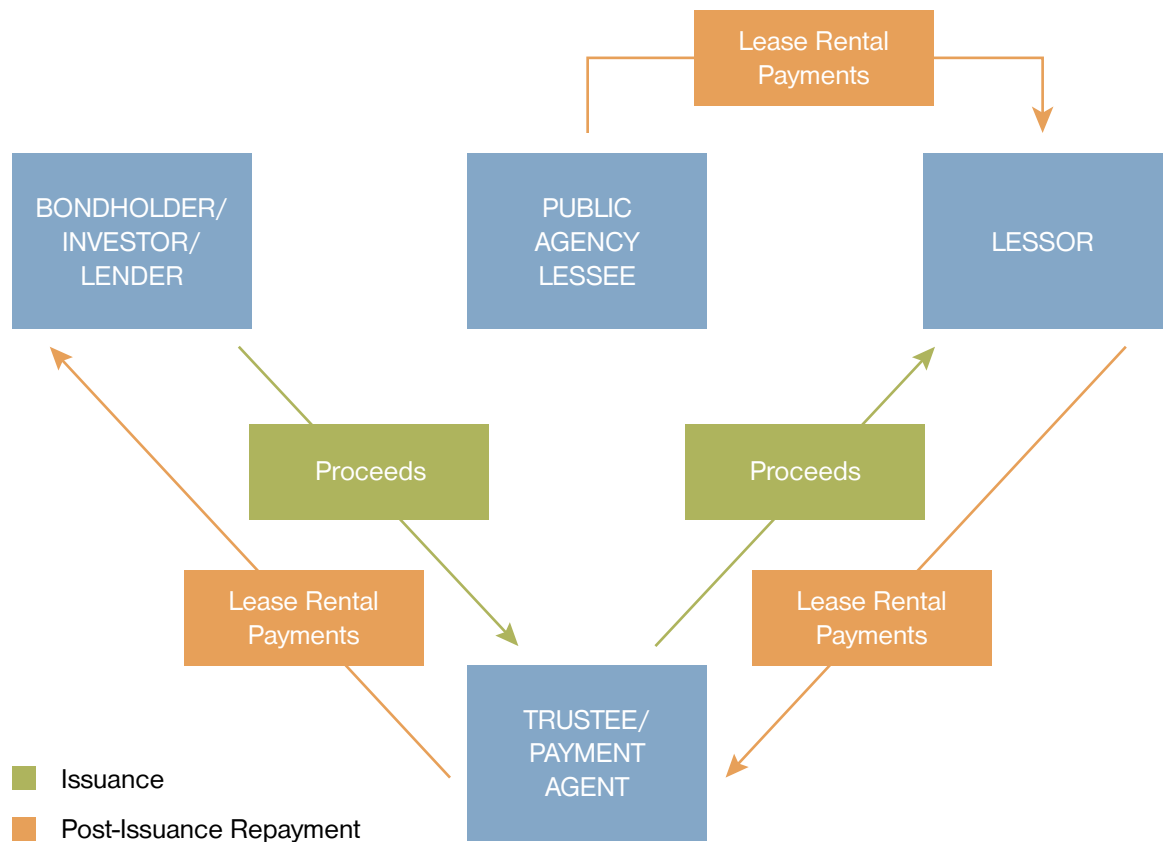 Lease Rental
Payments
BONDHOLDER/
INVESTOR/
LENDER
PUBLIC
AGENCY
LESSEE
LESSOR
Proceeds
Proceeds
Lease Rental
Payments
Lease Rental
Payments
TRUSTEE/
PAYMENT
AGENT
Issuance
Post-Issuance Repayment